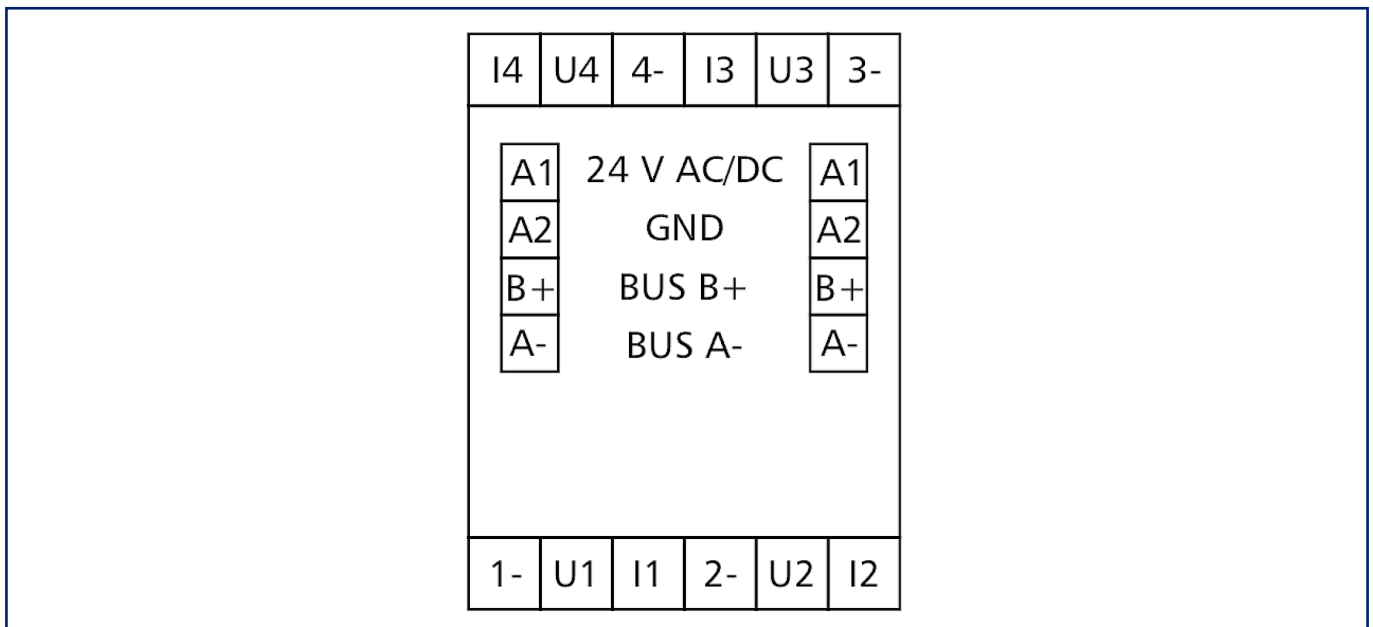 I4 U4 4- I3 U3 3-
A1 24 V AC/DC A1
A2 GND A2
B+ BUS B+ B+
A- BUS A- A-
1- U1 I1 2- U2 I2